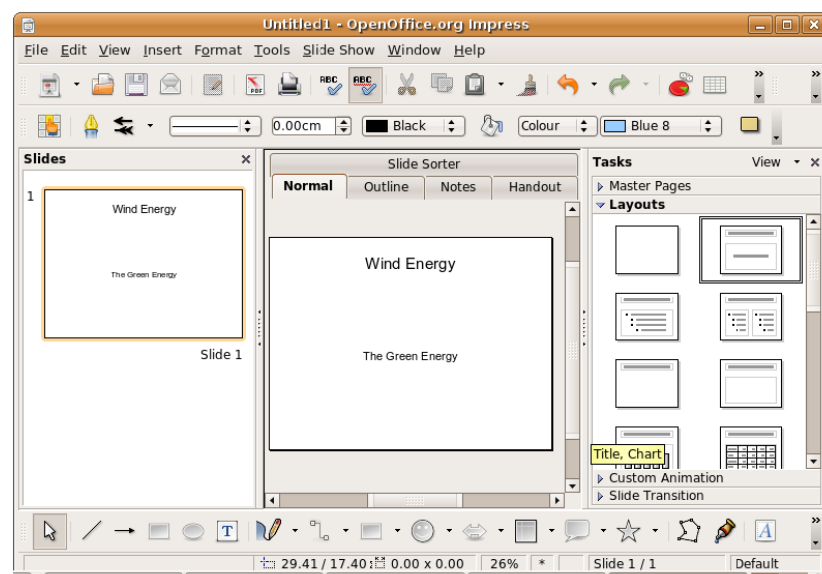 Untitled1 - OpenOffice.org Impress
File Edit View Insert Format Tools Slide Show Window Help
PDF ABC ABC »  »
0.00cm Black Colour Blue 8
Slides × Slide Sorter Tasks View ×
Normal Outline Notes Handout
Master Pages
Layouts
1
Wind Energy
The Green Energy
Slide 1
Wind Energy
The Green Energy
Title, Chart
Custom Animation
Slide Transition
T A »
29.41 / 17.40 0.00 x 0.00 26% * Slide 1 / 1 Default